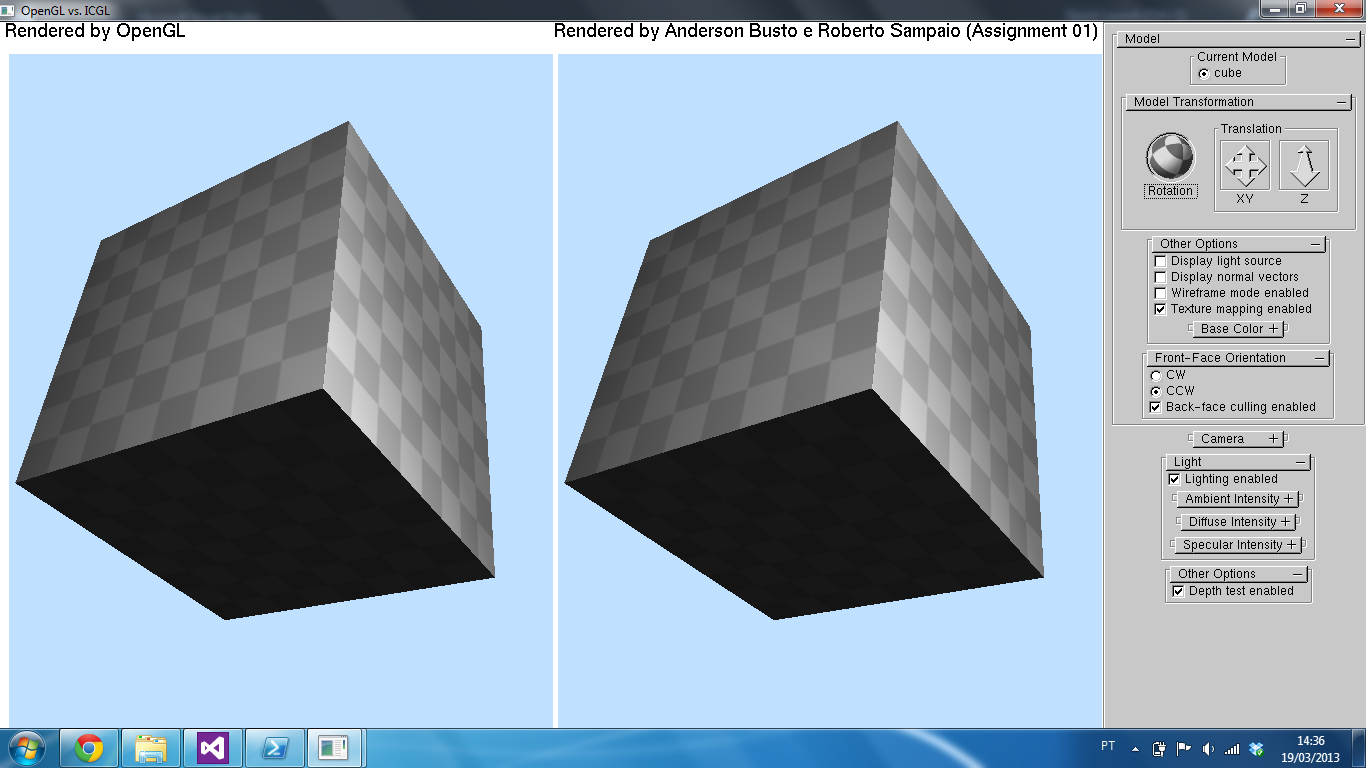 OpenGL vs. ICGL
Rendered by OpenGL
Rendered by Anderson Busto e Roberto Sampaio (Assignment 01)
Model
Current Model
cube
Model Transformation
Rotation
Translation
XY
Z
Other Options
Display light source
Display normal vectors
Wireframe mode enabled
Texture mapping enabled
Base Color +
Front-Face Orientation
CW
CCW
Back-face culling enabled
Camera +
Light
Lighting enabled
Ambient Intensity +
Diffuse Intensity +
Specular Intensity +
Other Options
Depth test enabled
PT
14:36
19/03/2013